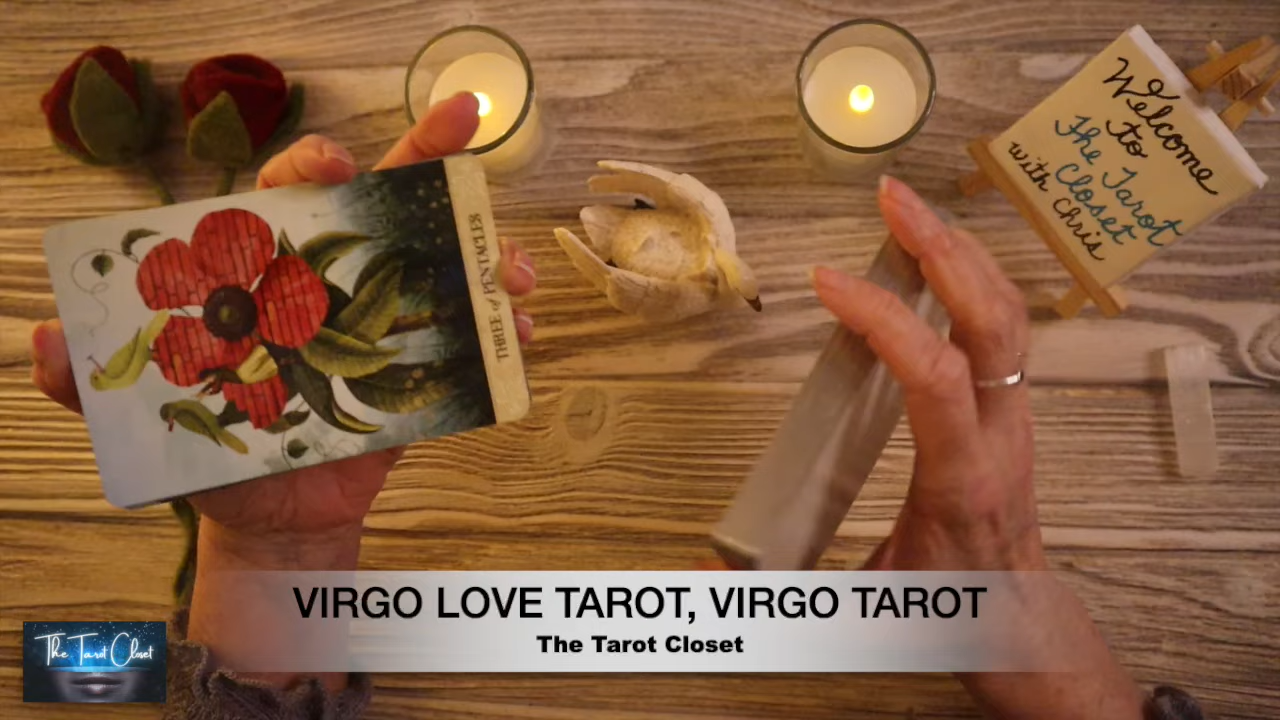 Welcome
to
The Tarot
Closet
with Chris
THREE of PENTACLES
VIRGO LOVE TAROT, VIRGO TAROT
The Tarot Closet
The Tarot Closet